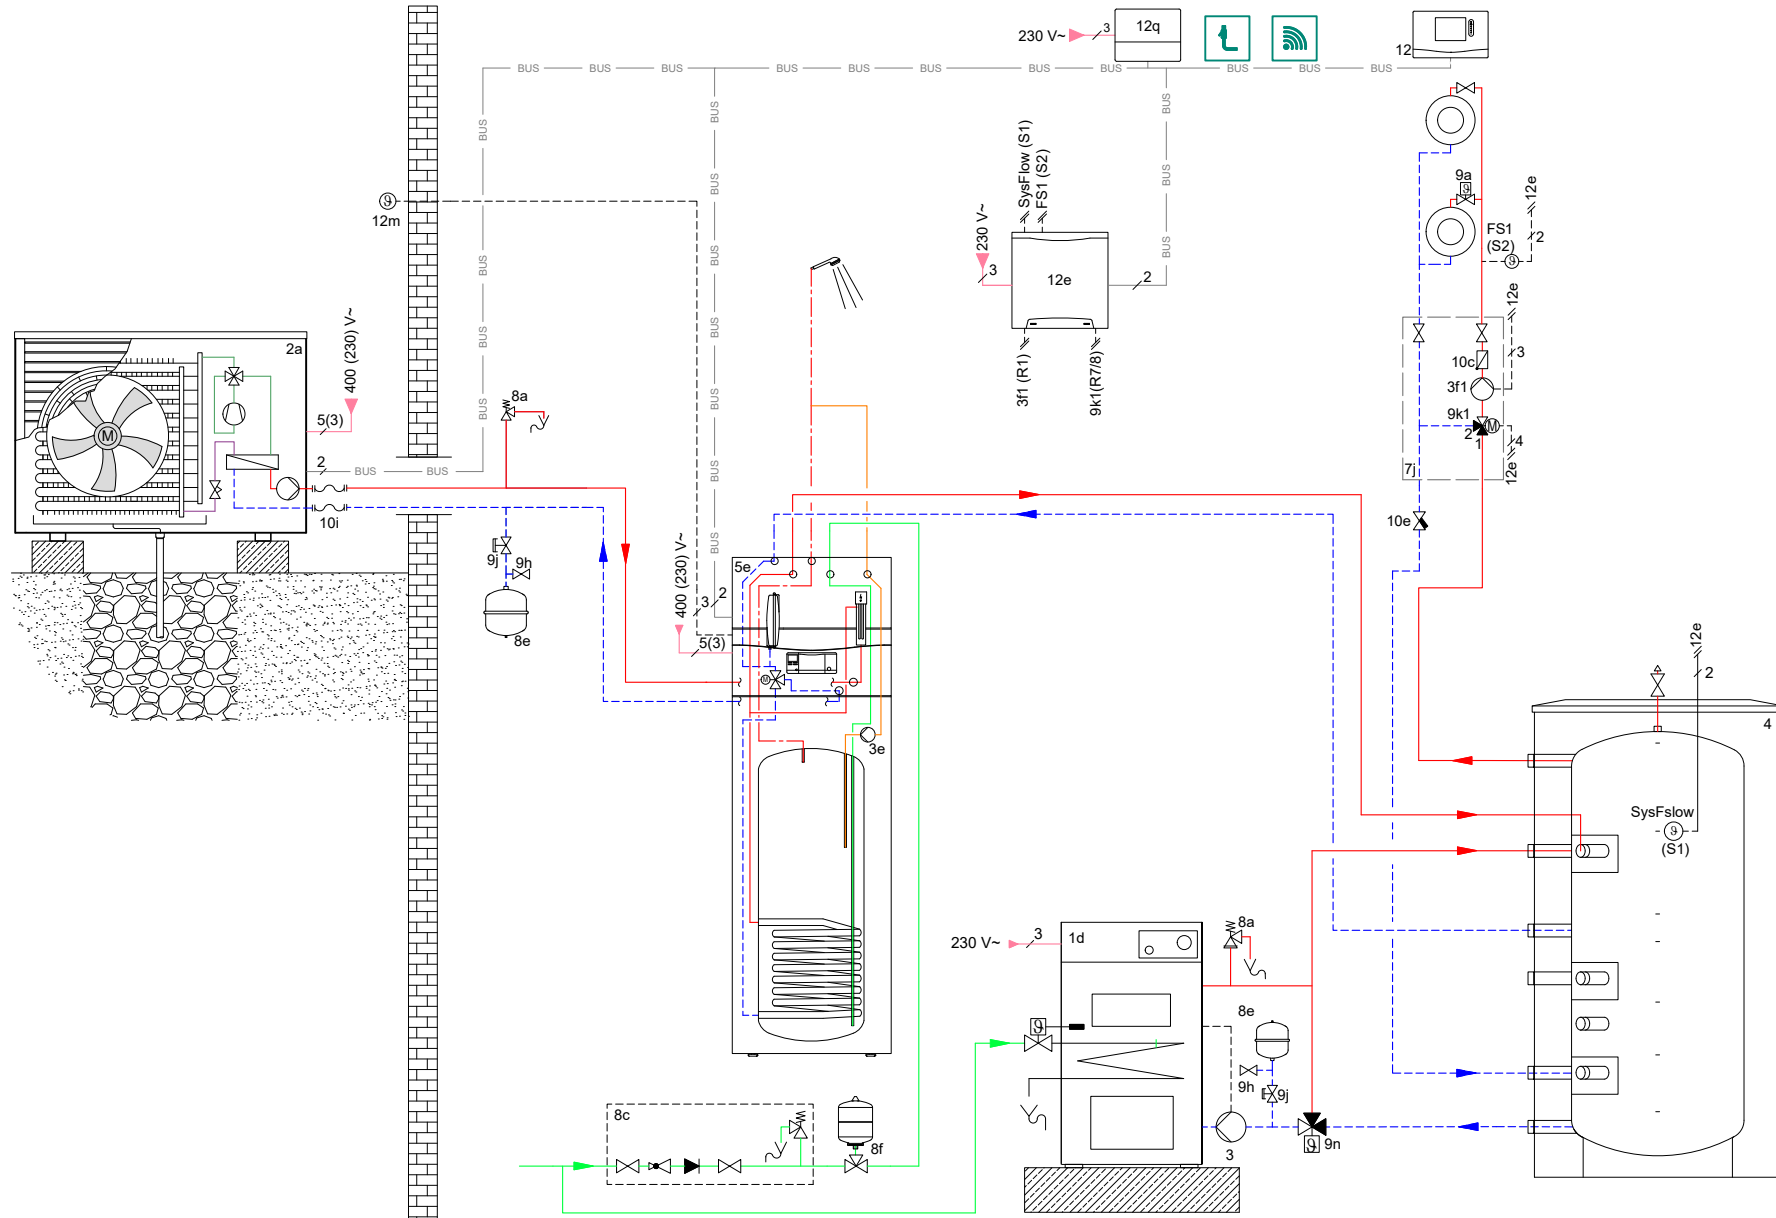 12q
230 V~
3
12
BUS BUS BUS BUS BUS BUS BUS BUS BUS BUS BUS
BUS
BUS
BUS
BUS
BUS
BUS
BUS
BUS
BUS
BUS
BUS
BUS
BUS
BUS
BUS BUS
SysFlow (S1)
FS1 (S2)
230 V~
3
12e
2
3f1 (R1)
9k1(R7/8)
9a
12e
FS1
(S2)
2
12m
2a
400 (230) V~
5(3)
2
M
10i
8a
9j
9h
8e
12e
10c
3
3f1
9k1
M
2
1
4
7j
12e
10e
400 (230) V~
3
2
5(3)
5e
M
3e
12e
2
4
SysFslow
(S1)
230 V~
3
1d
8a
8e
9h
9j
3
9n
8c
8f